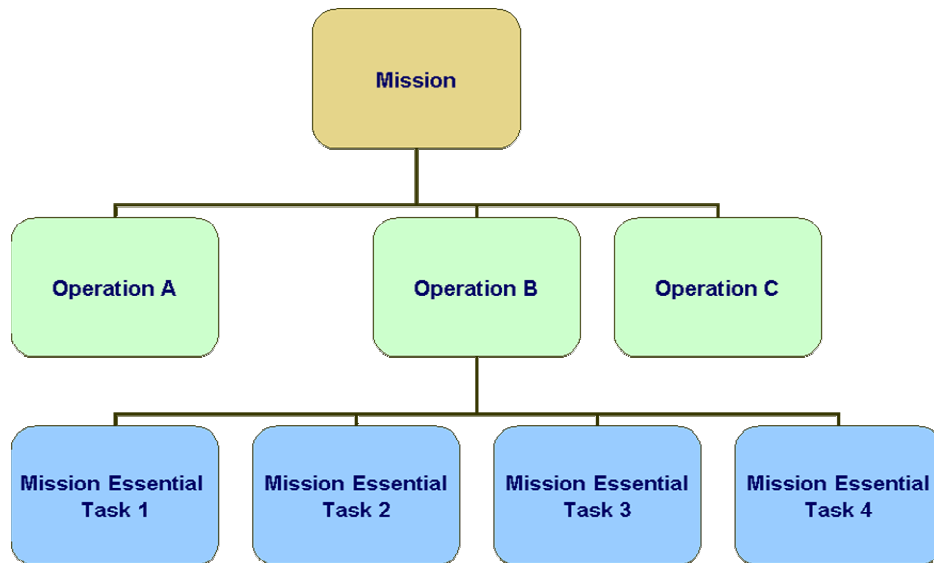 Mission
Operation A
Operation B
Operation C
Mission Essential
Task 1
Mission Essential
Task 2
Mission Essential
Task 3
Mission Essential
Task 4